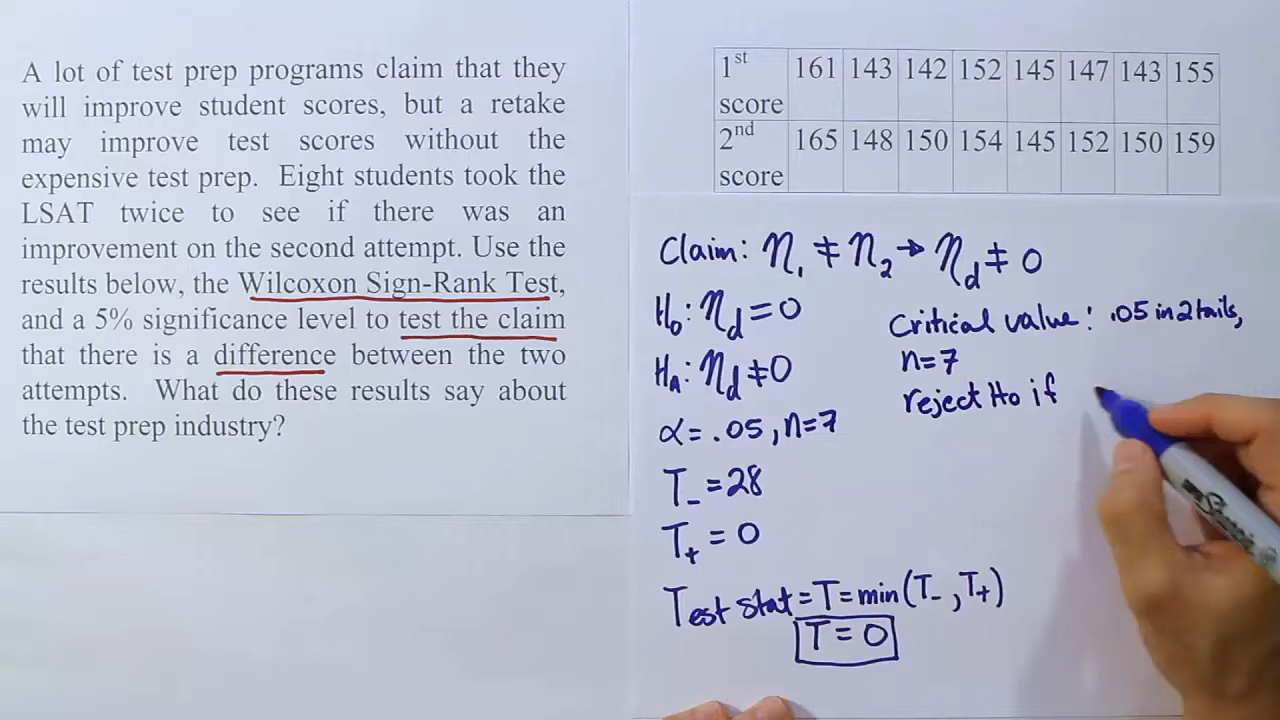 A lot of test prep programs claim that they
will improve student scores, but a retake
may improve test scores without the
expensive test prep. Eight students took the
LSAT twice to see if there was an
improvement on the second attempt. Use the
results below, the Wilcoxon Sign-Rank Test,
and a 5% significance level to test the claim
that there is a difference between the two
attempts. What do these results say about
the test prep industry?
1st score 161 143 142 152 145 147 143 155
2nd score 165 148 150 154 145 152 150 159
Claim: η₁ ≠ η₂ → ηd ≠ 0
H₀: ηd = 0
HA: ηd ≠ 0
α = .05, n=7
T₋ = 28
T₊ = 0
Test stat = T = min(T₋, T₊)
T = 0
Critical value: .05 in 2 tails,
n=7
reject H₀ if